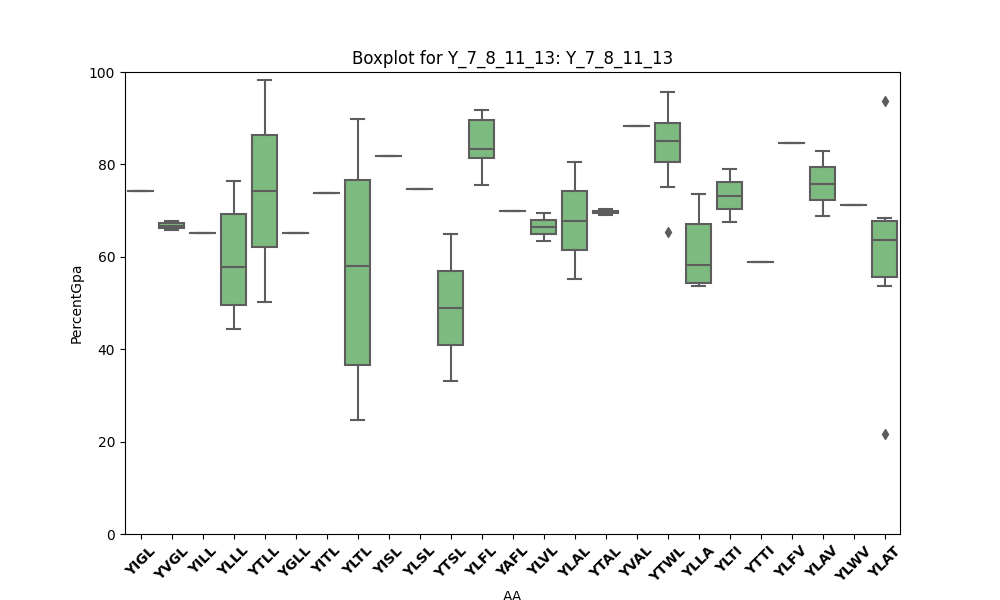 Boxplot for Y_7_8_11_13: Y_7_8_11_13
100
80
60
40
20
0
PercentGpa
YIGL YVGL YILL YLLL YTLL YGLL YITL YLTL YISL YLSL YTSL YLFL YAFL YLVL YLAL YTAL YVAL YTWL YLLA YLTI YTTI YLFV YLAV YLWV YLAT
AA